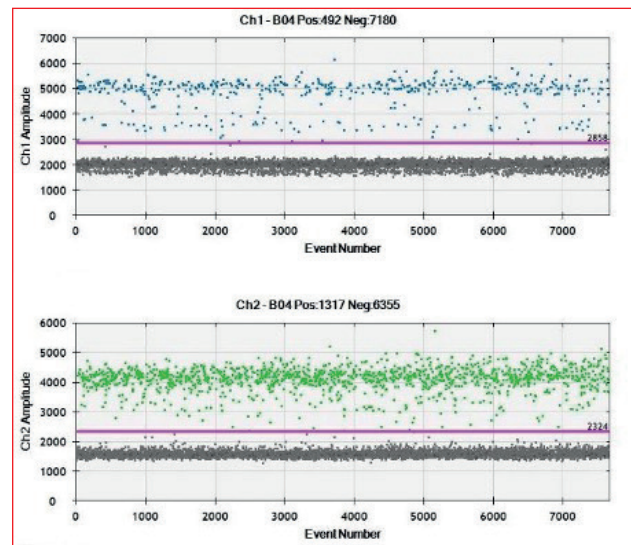 Ch1 - B04 Pos:492 Neg:7180
7000
6000
5000
4000
3000
2000
1000
0
Ch1 Amplitude
2858
0 1000 2000 3000 4000 5000 6000 7000
Event Number
Ch2 - B04 Pos:1317 Neg:6355
6000
5000
4000
3000
2000
1000
0
Ch2 Amplitude
2324
0 1000 2000 3000 4000 5000 6000 7000
Event Number